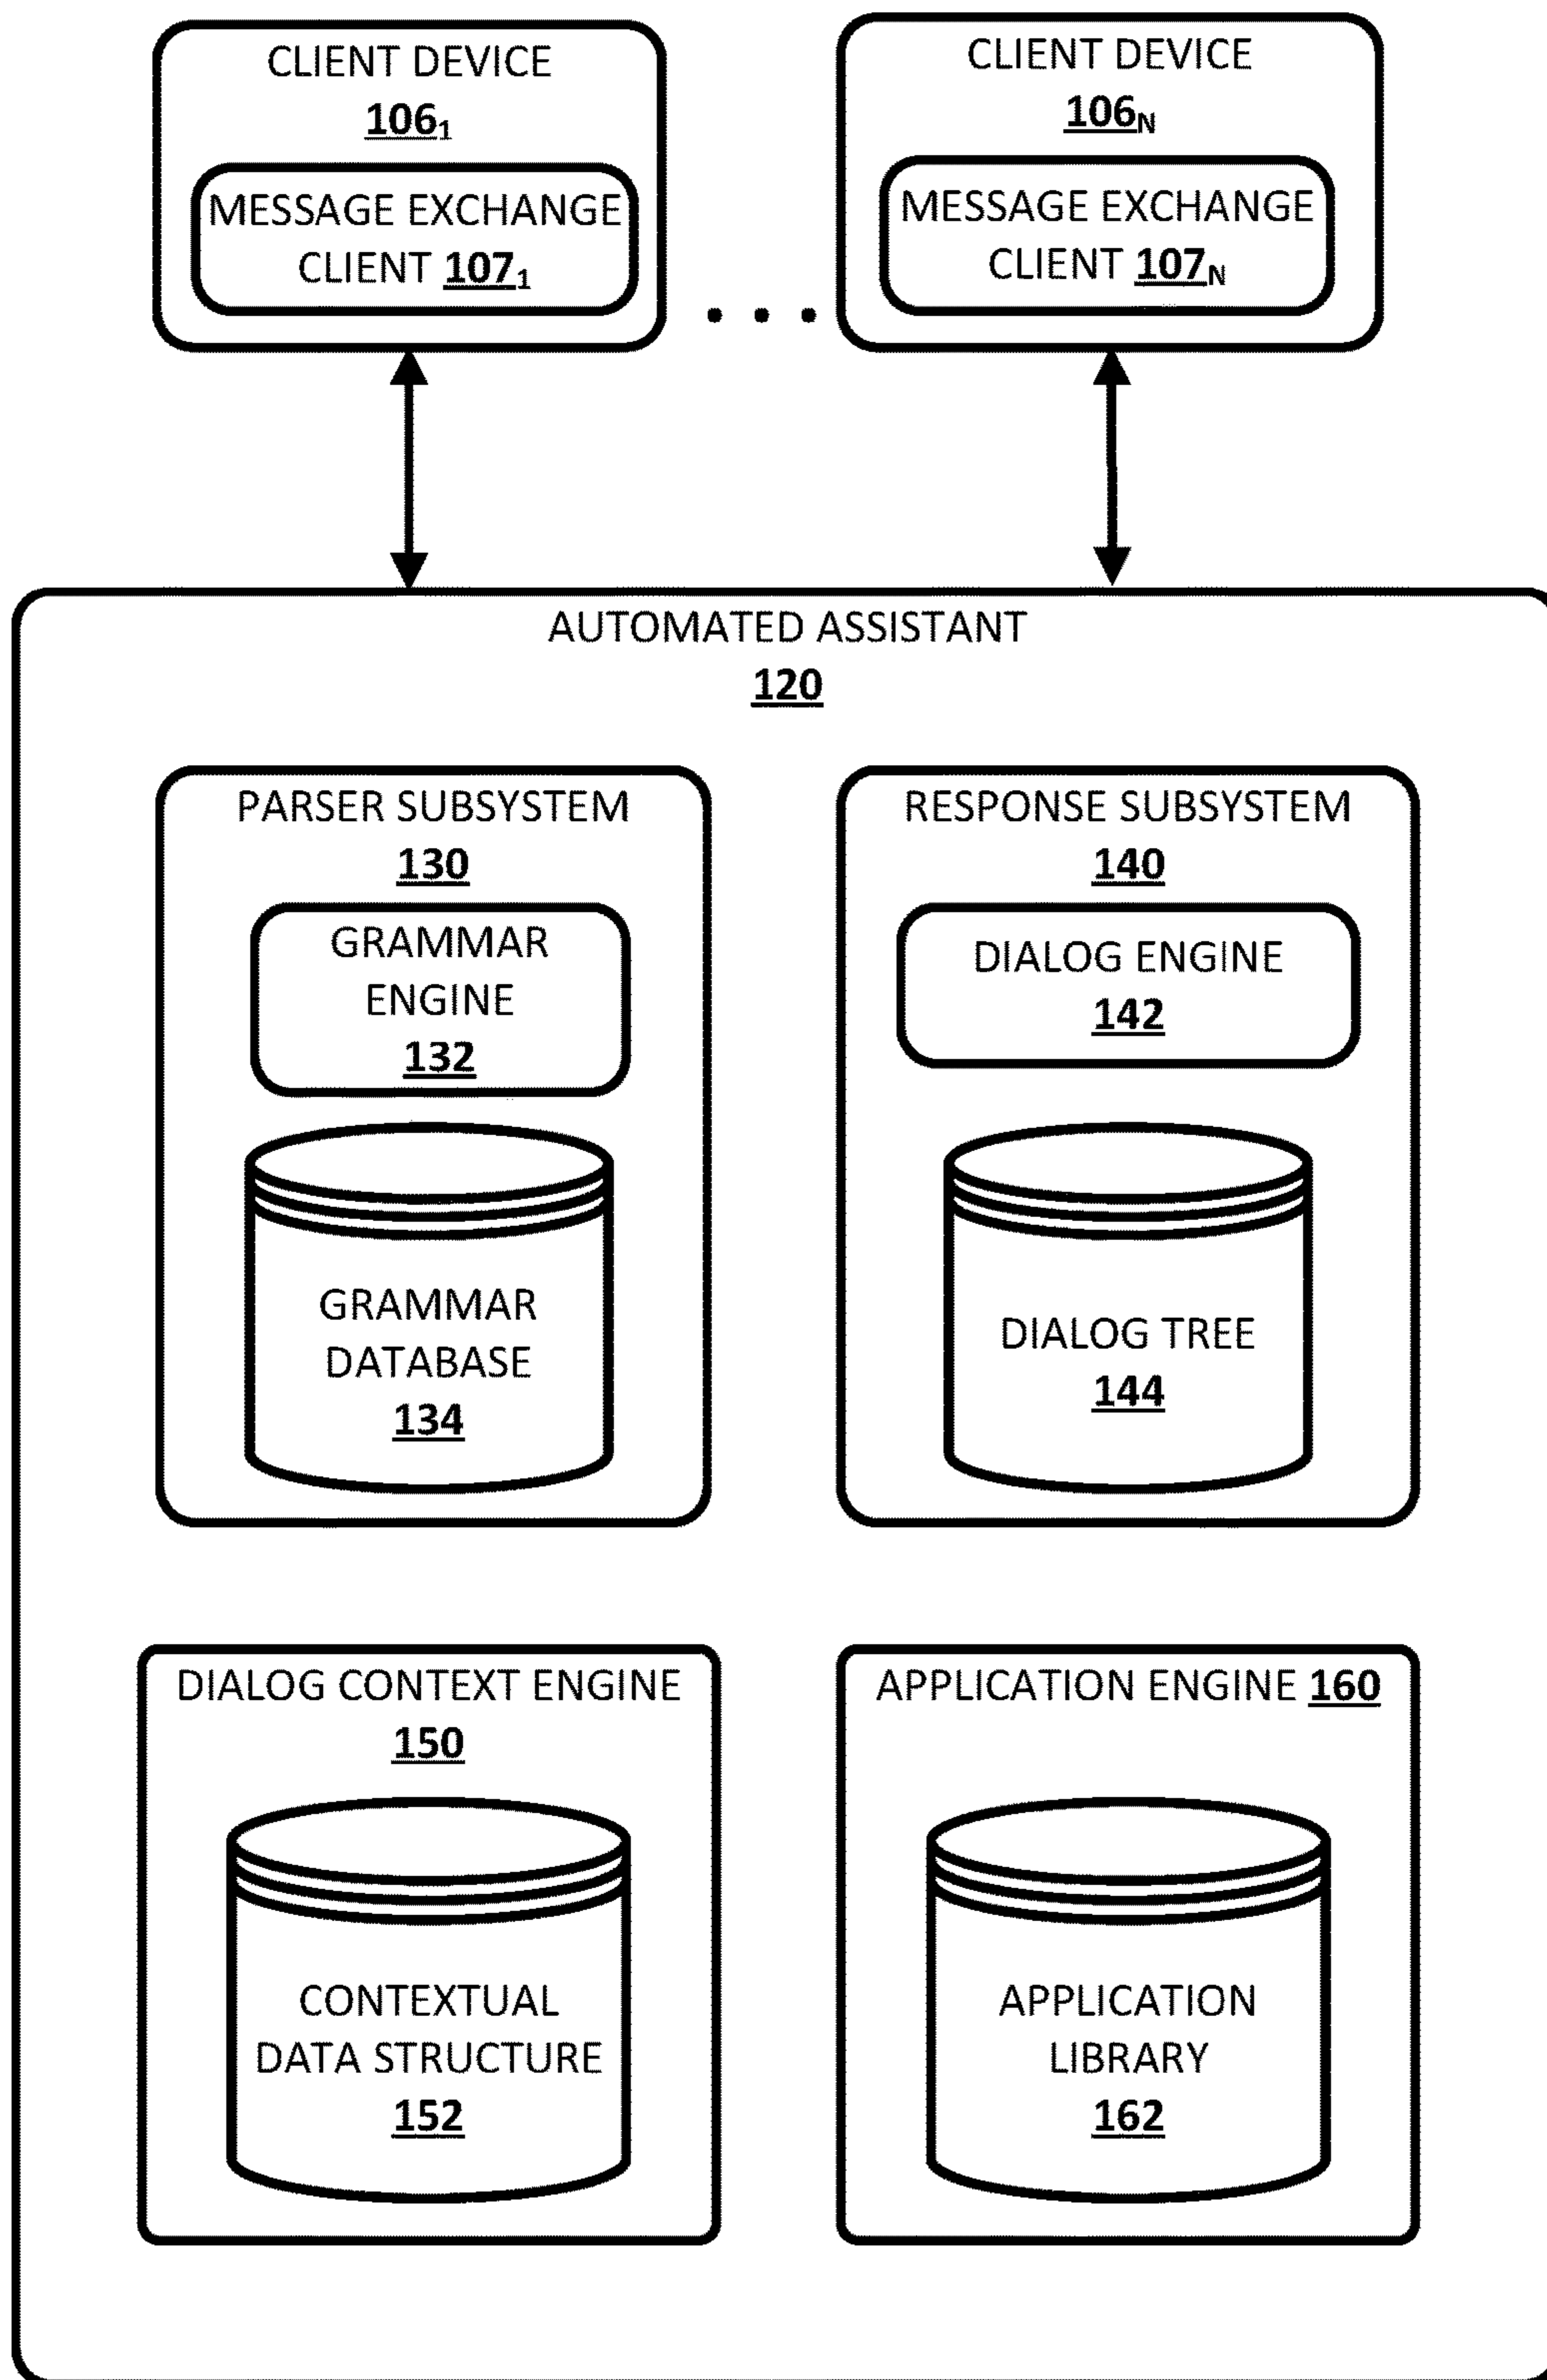 CLIENT DEVICE
106₁
MESSAGE EXCHANGE
CLIENT 107₁
. . .
CLIENT DEVICE
106N
MESSAGE EXCHANGE
CLIENT 107N
AUTOMATED ASSISTANT
120
PARSER SUBSYSTEM
130
GRAMMAR
ENGINE
132
GRAMMAR
DATABASE
134
RESPONSE SUBSYSTEM
140
DIALOG ENGINE
142
DIALOG TREE
144
DIALOG CONTEXT ENGINE
150
CONTEXTUAL
DATA STRUCTURE
152
APPLICATION ENGINE 160
APPLICATION
LIBRARY
162